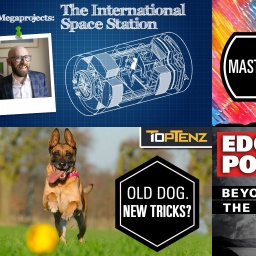 Megaprojects:
The International
Space Station
MAST
TOPTENZ
OLD DOG.
NEW TRICKS?
EDG
PO
BEYO
THE